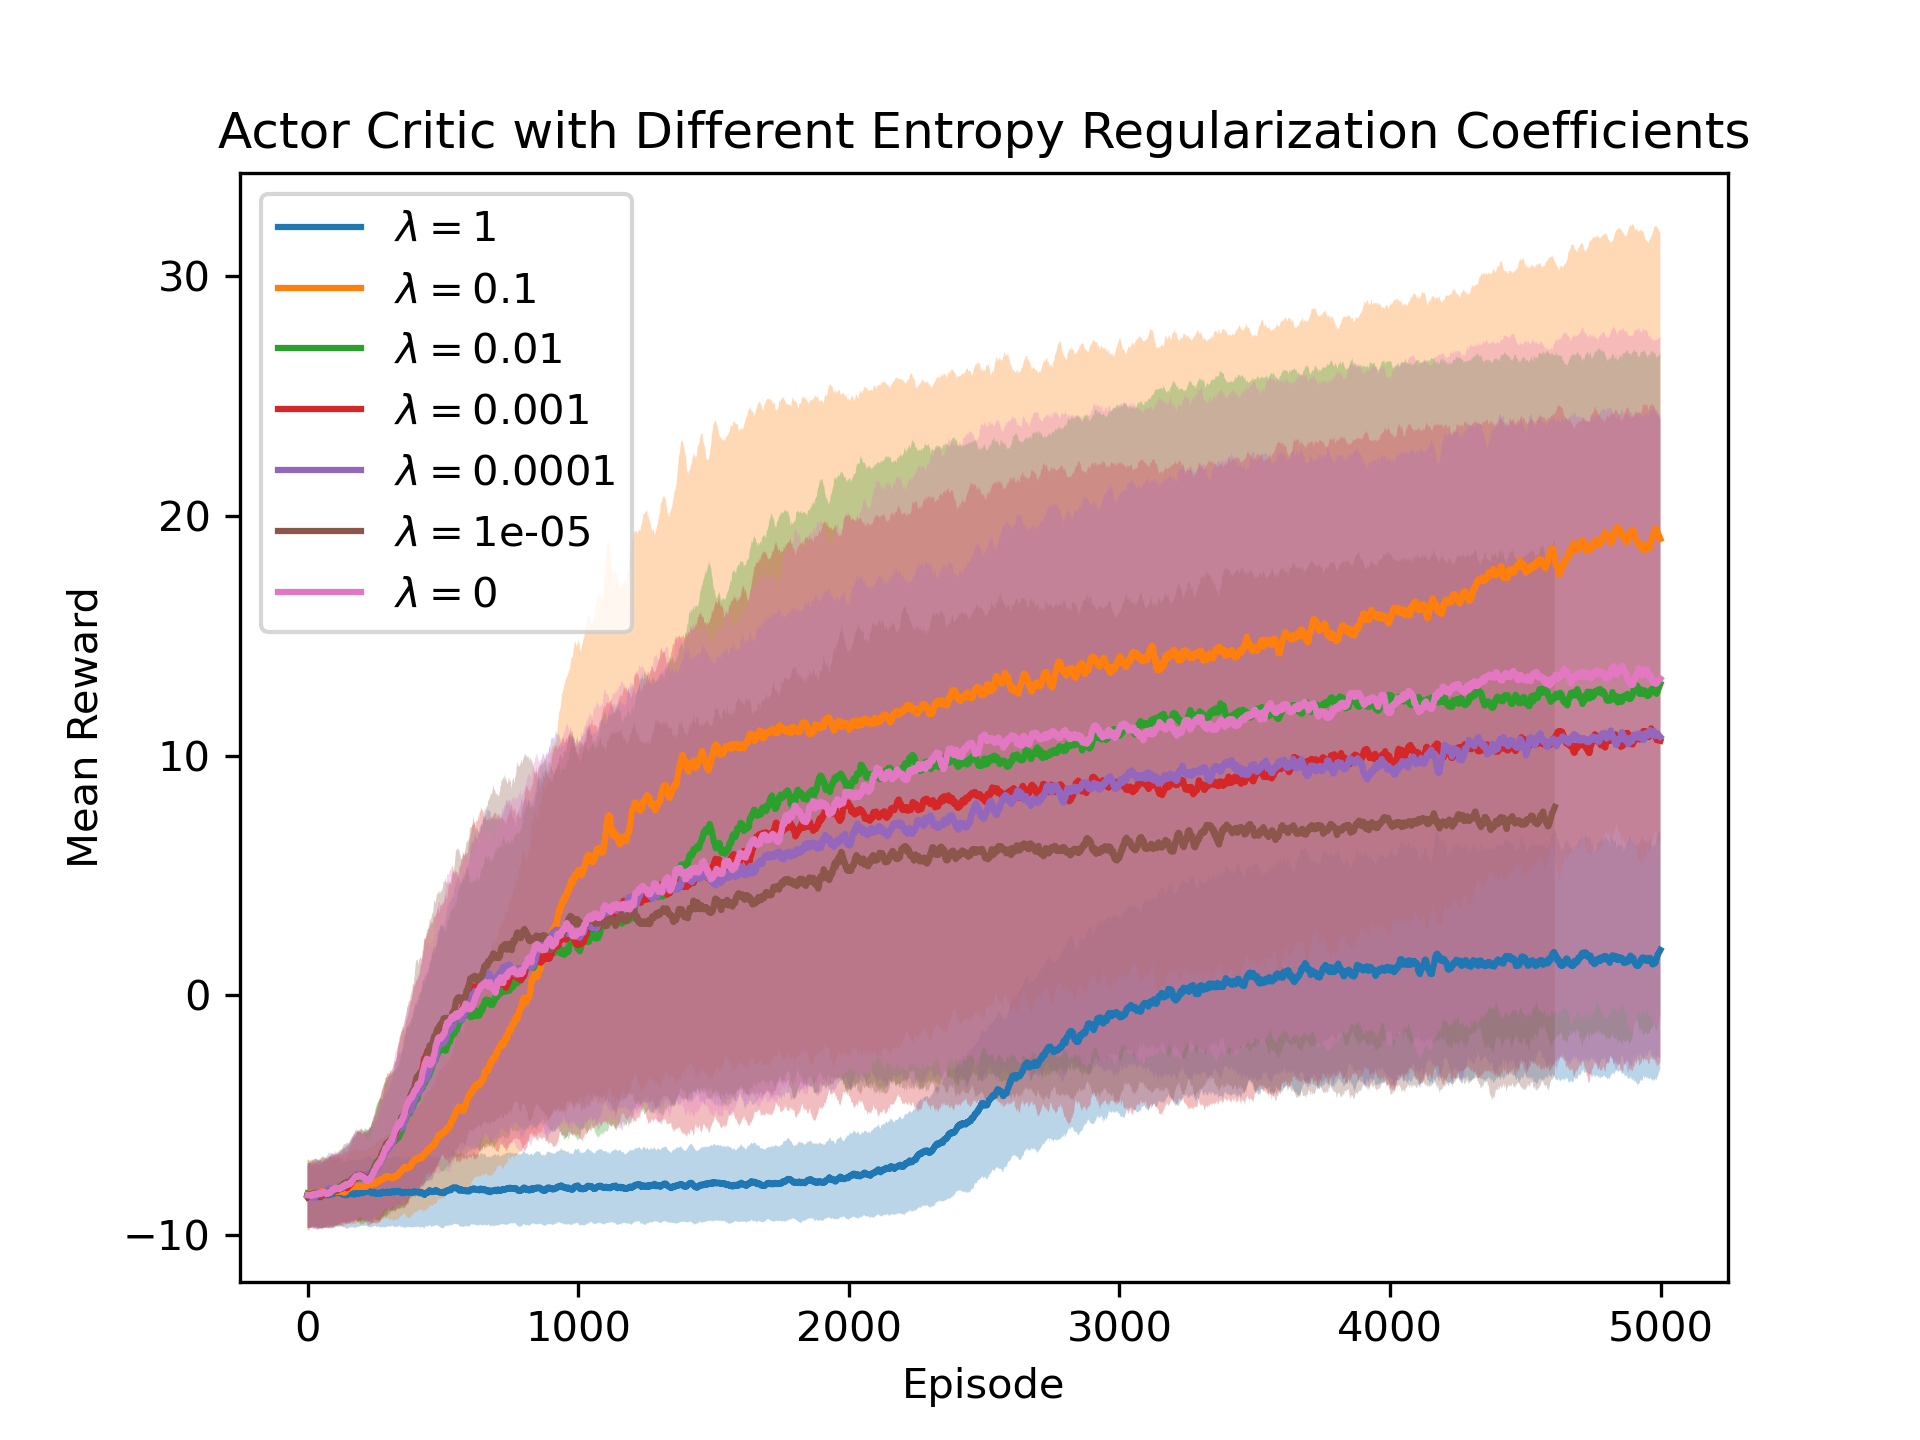 Actor Critic with Different Entropy Regularization Coefficients
λ = 1
λ = 0.1
λ = 0.01
λ = 0.001
λ = 0.0001
λ = 1e-05
λ = 0
Mean Reward
30
20
10
0
−10
0 1000 2000 3000 4000 5000
Episode